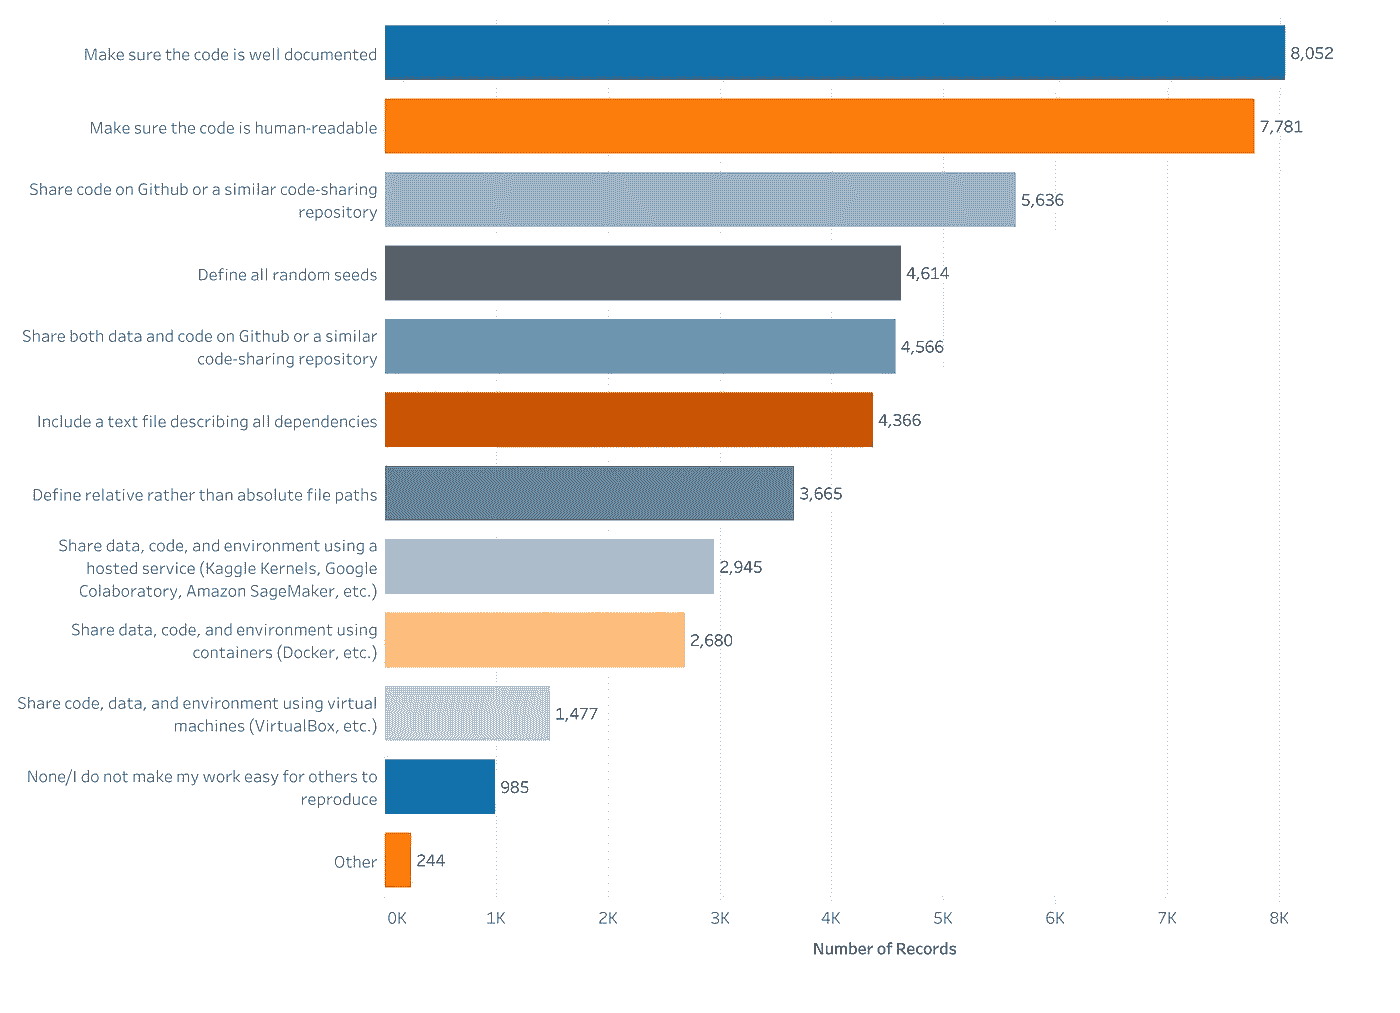 Make sure the code is well documented
8,052
Make sure the code is human-readable
7,781
Share code on Github or a similar code-sharing
repository
5,636
Define all random seeds
4,614
Share both data and code on Github or a similar
code-sharing repository
4,566
Include a text file describing all dependencies
4,366
Define relative rather than absolute file paths
3,665
Share data, code, and environment using a
hosted service (Kaggle Kernels, Google
Colaboratory, Amazon SageMaker, etc.)
2,945
Share data, code, and environment using
containers (Docker, etc.)
2,680
Share code, data, and environment using virtual
machines (VirtualBox, etc.)
1,477
None/I do not make my work easy for others to
reproduce
985
Other
244
0K 1K 2K 3K 4K 5K 6K 7K 8K
Number of Records